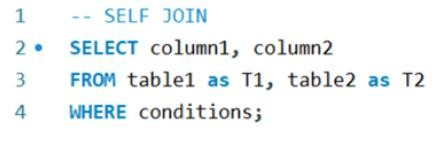 1 -- SELF JOIN
2 • SELECT column1, column2
3 FROM table1 as T1, table2 as T2
4 WHERE conditions;